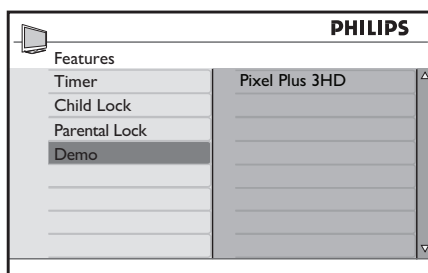 PHILIPS
Features
Timer
Pixel Plus 3HD
Child Lock
Parental Lock
Demo